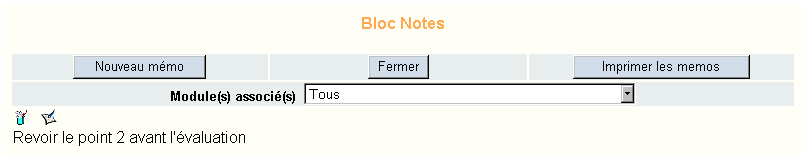 Bloc Notes
Nouveau mémo Fermer Imprimer les memos
Module(s) associé(s) Tous
Revoir le point 2 avant l'évaluation